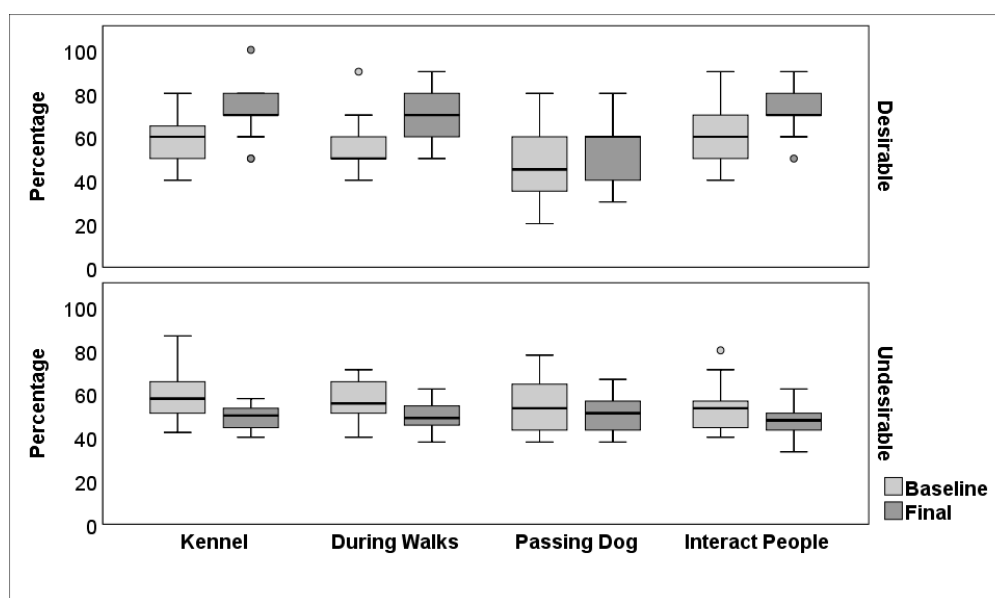 100
80
60
40
20
0
Percentage
Desirable
100
80
60
40
20
0
Percentage
Undesirable
Baseline
Final
Kennel During Walks Passing Dog Interact People